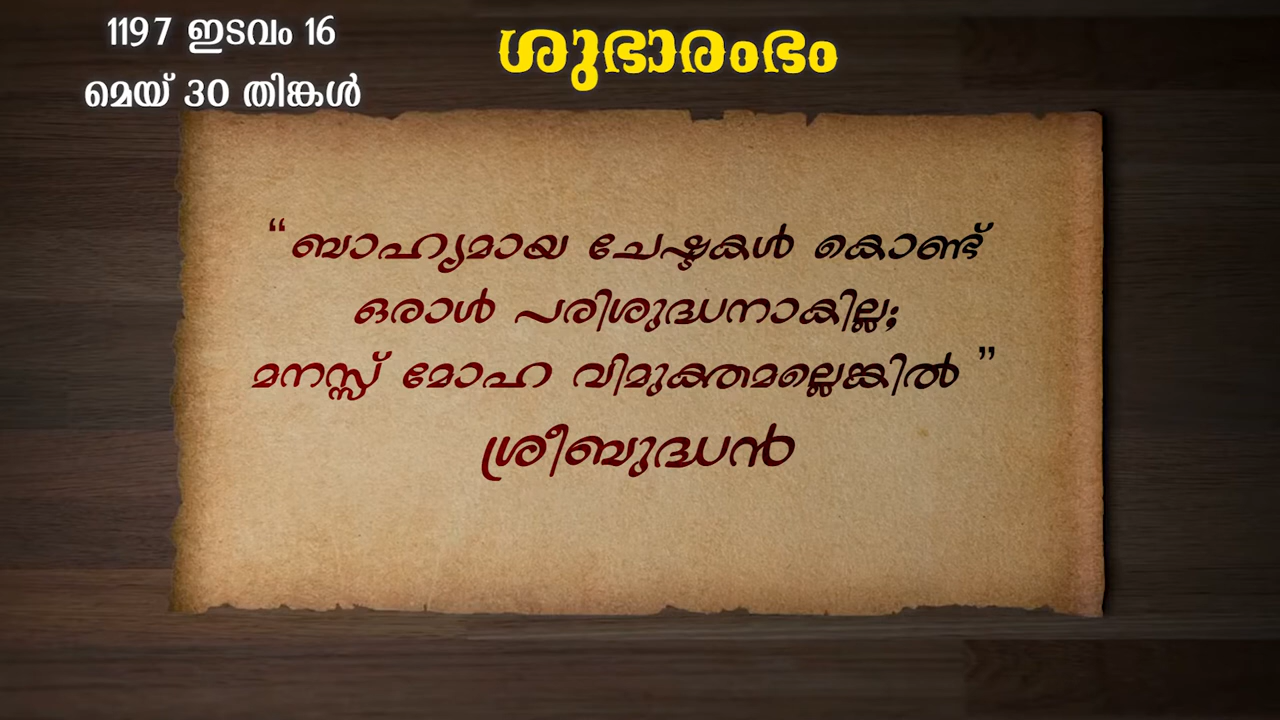 1197 ഇടവം 16
മെയ് 30 തിങ്കൾ
ശുഭാരംഭം
“ബാഹ്യമായ ചേഷ്ടകൾ കൊണ്ട്
ഒരാൾ പരിശുദ്ധനാകില്ല;
മനസ്സ് മോഹ വിമുക്തമല്ലെങ്കിൽ ”
ശ്രീബുദ്ധൻ